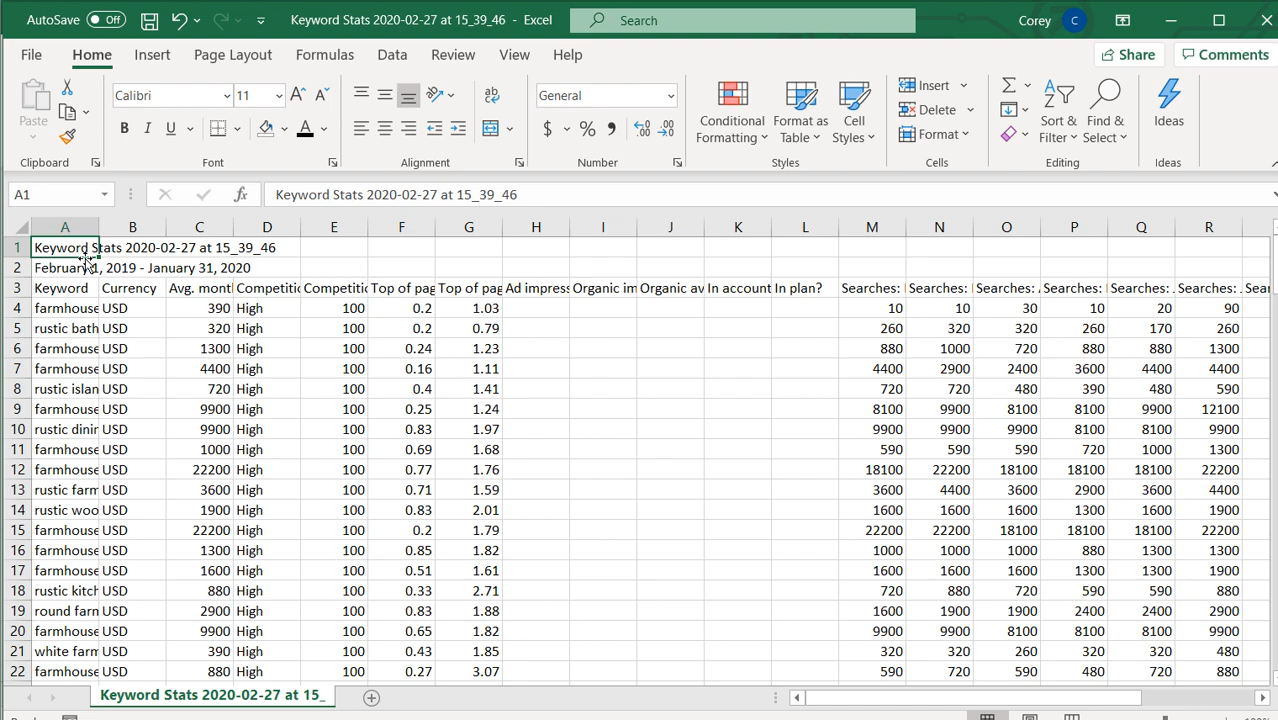 AutoSave Off Keyword Stats 2020-02-27 at 15_39_46 - Excel Search Corey C
File Home Insert Page Layout Formulas Data Review View Help Share Comments
Paste Calibri 11 B I U A General $ % Conditional Formatting Format as Table Cell Styles Insert Delete Format Sort & Filter Find & Select Ideas
Clipboard Font Alignment Number Styles Cells Editing Ideas
A1 fx Keyword Stats 2020-02-27 at 15_39_46
A B C D E F G H I J K L M N O P Q R
1 Keyword Stats 2020-02-27 at 15_39_46
2 February 1, 2019 - January 31, 2020
3 Keyword Currency Avg. mont Competitio Competitio Top of pag Top of pag Ad impress Organic im Organic av In account In plan? Searches: Searches: Searches: Searches: Searches: Searches: Sear
4 farmhouse USD 390 High 100 0.2 1.03 10 10 30 10 20 90
5 rustic bath USD 320 High 100 0.2 0.79 260 320 320 260 170 260
6 farmhouse USD 1300 High 100 0.24 1.23 880 1000 720 880 880 1300
7 farmhouse USD 4400 High 100 0.16 1.11 4400 2900 2400 3600 4400 4400
8 rustic islan USD 720 High 100 0.4 1.41 720 720 480 390 480 590
9 farmhouse USD 9900 High 100 0.25 1.24 8100 9900 8100 8100 9900 12100
10 rustic dinin USD 9900 High 100 0.83 1.97 9900 9900 8100 8100 8100 9900
11 farmhouse USD 1000 High 100 0.69 1.68 590 590 590 720 1000 1300
12 farmhouse USD 22200 High 100 0.77 1.76 18100 22200 18100 18100 18100 22200
13 rustic farm USD 3600 High 100 0.71 1.59 3600 4400 3600 2900 3600 4400
14 rustic woo USD 1900 High 100 0.83 2.01 1600 1600 1600 1300 1600 1900
15 farmhouse USD 22200 High 100 0.2 1.79 22200 22200 18100 18100 18100 22200
16 farmhouse USD 1300 High 100 0.85 1.82 1000 1000 1000 880 1300 1300
17 farmhouse USD 1600 High 100 0.51 1.61 1600 1600 1600 1300 1300 1900
18 rustic kitch USD 880 High 100 0.33 2.71 720 880 720 590 590 880
19 round farm USD 2900 High 100 0.83 1.88 1600 1900 1900 2400 2400 2900
20 farmhouse USD 9900 High 100 0.65 1.82 9900 9900 8100 8100 8100 9900
21 white farm USD 390 High 100 0.43 1.85 320 320 260 320 320 480
22 farmhouse USD 880 High 100 0.27 3.07 590 720 590 480 720 880
Keyword Stats 2020-02-27 at 15_